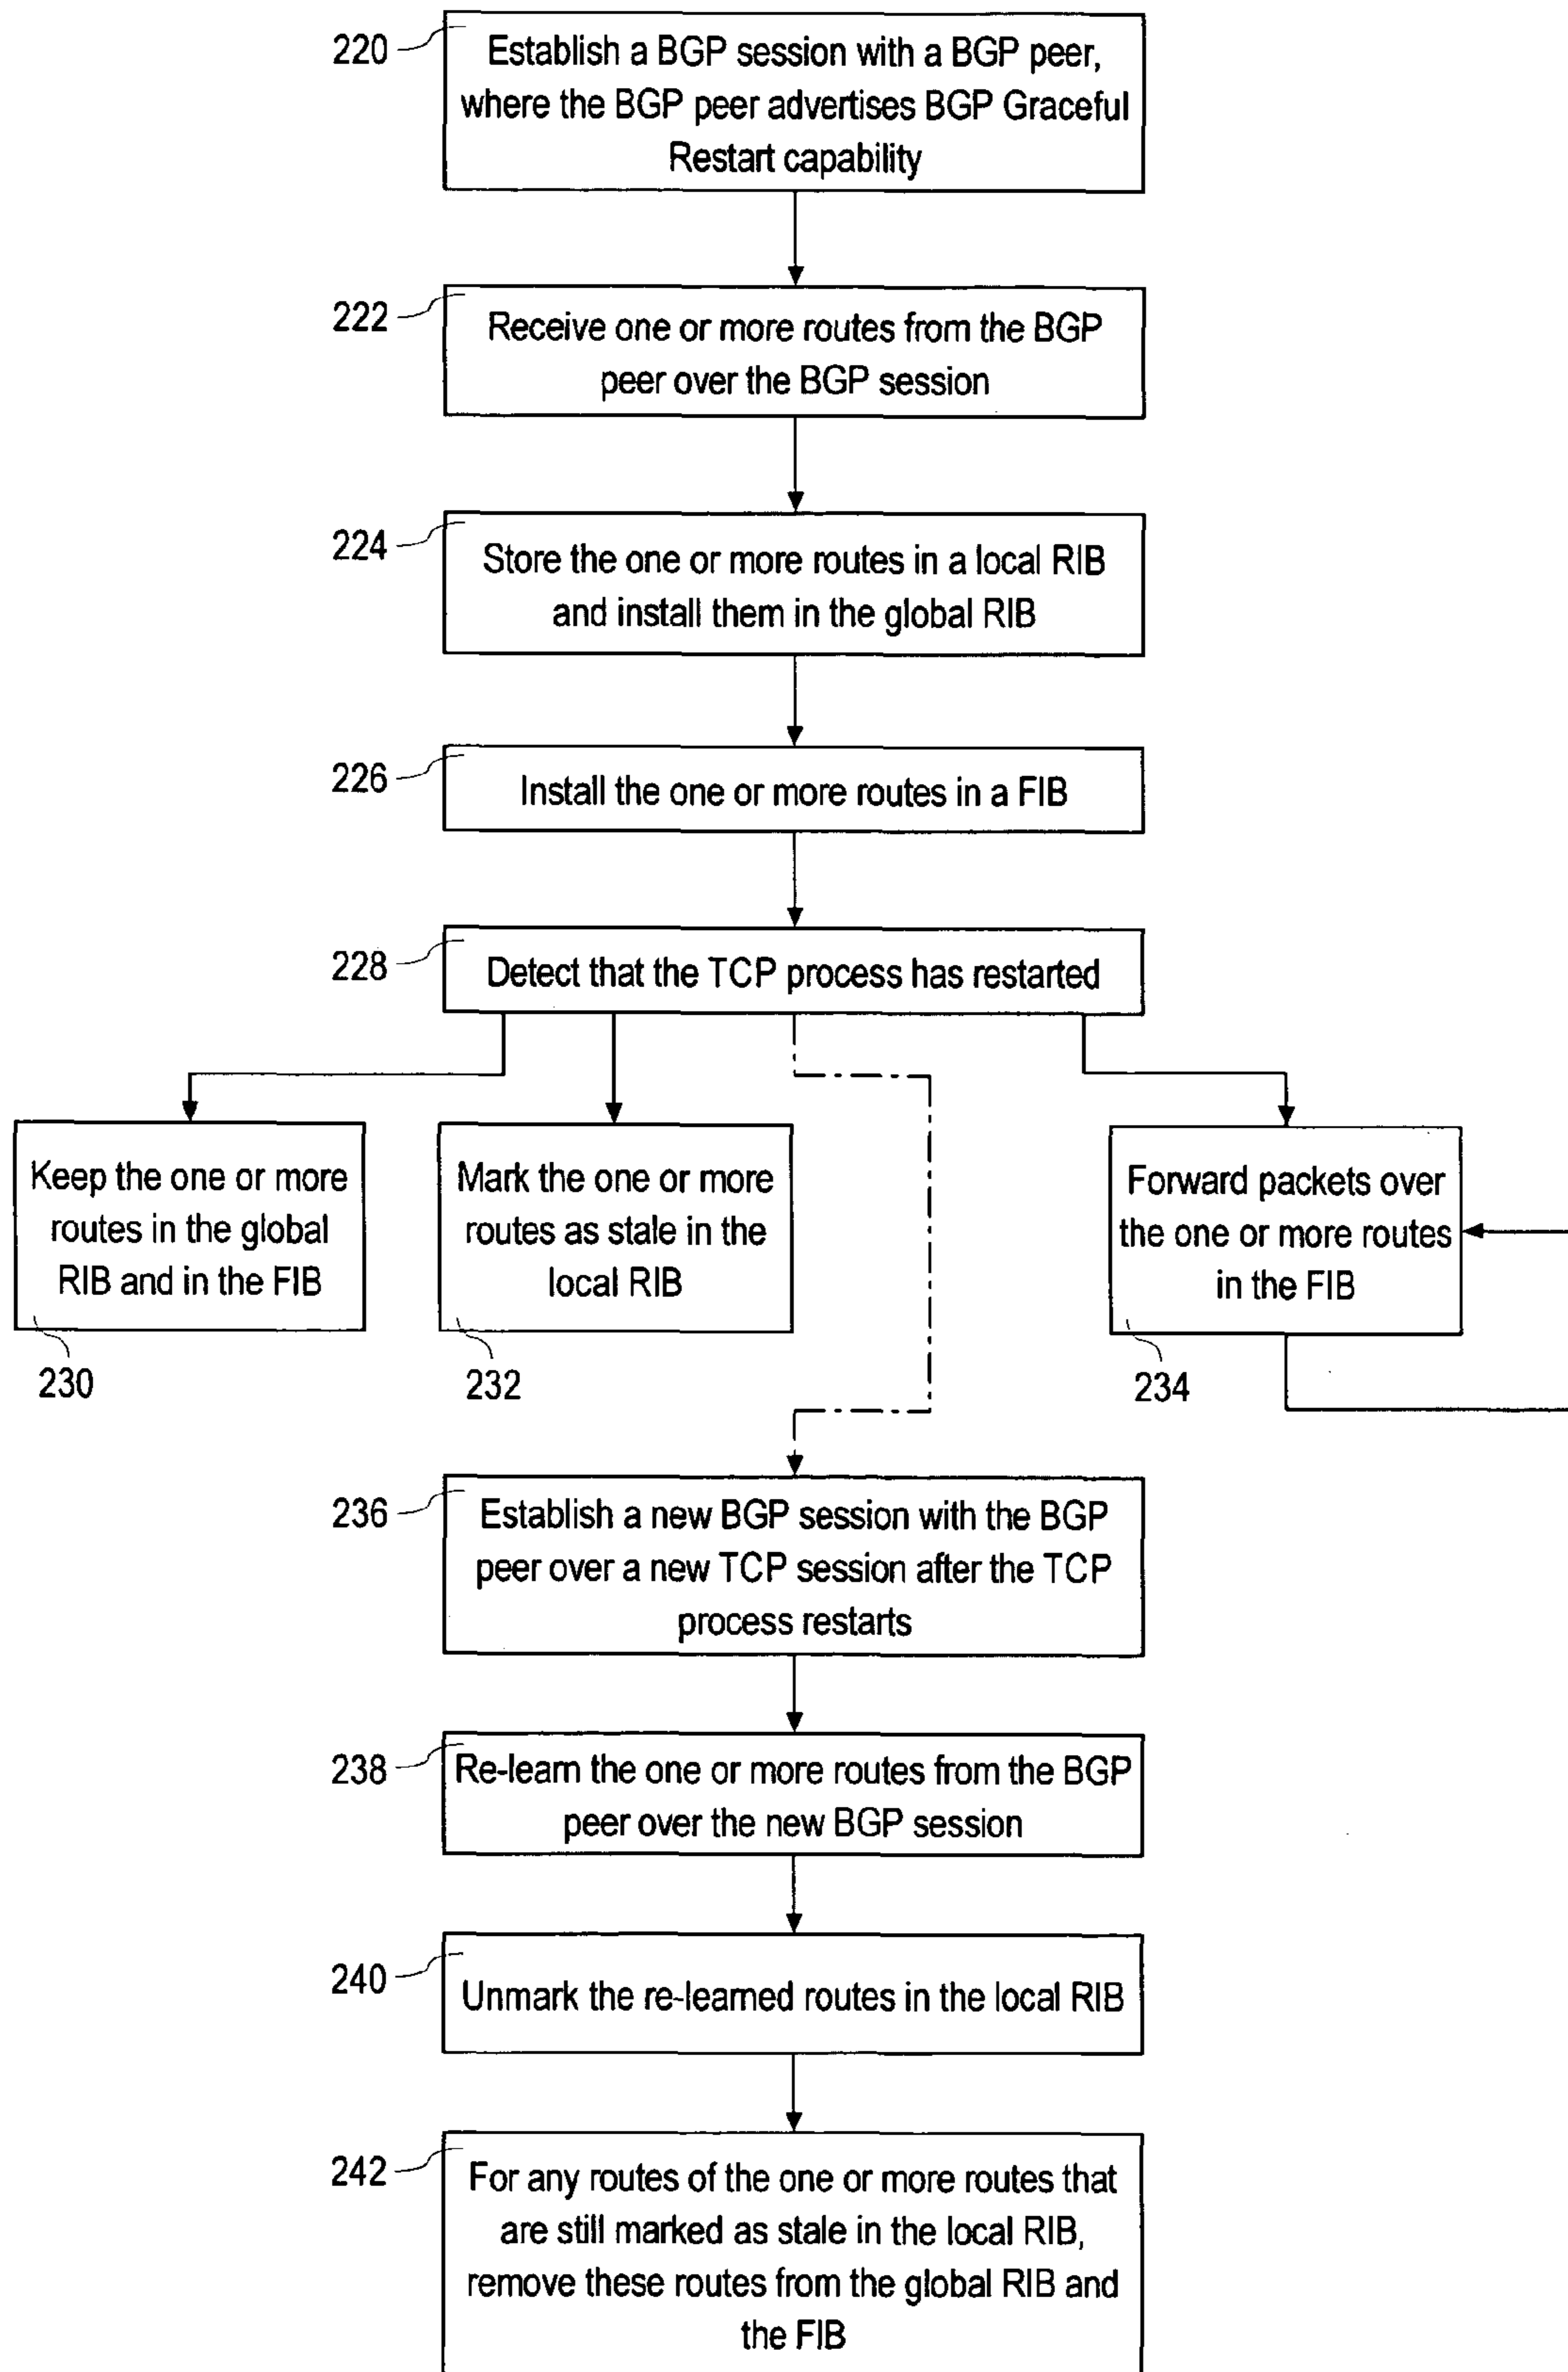 220
Establish a BGP session with a BGP peer,
where the BGP peer advertises BGP Graceful
Restart capability
222
Receive one or more routes from the BGP
peer over the BGP session
224
Store the one or more routes in a local RIB
and install them in the global RIB
226
Install the one or more routes in a FIB
228
Detect that the TCP process has restarted
Keep the one or more
routes in the global
RIB and in the FIB
230
Mark the one or more
routes as stale in the
local RIB
232
Forward packets over
the one or more routes
in the FIB
234
236
Establish a new BGP session with the BGP
peer over a new TCP session after the TCP
process restarts
238
Re-learn the one or more routes from the BGP
peer over the new BGP session
240
Unmark the re-learned routes in the local RIB
242
For any routes of the one or more routes that
are still marked as stale in the local RIB,
remove these routes from the global RIB and
the FIB